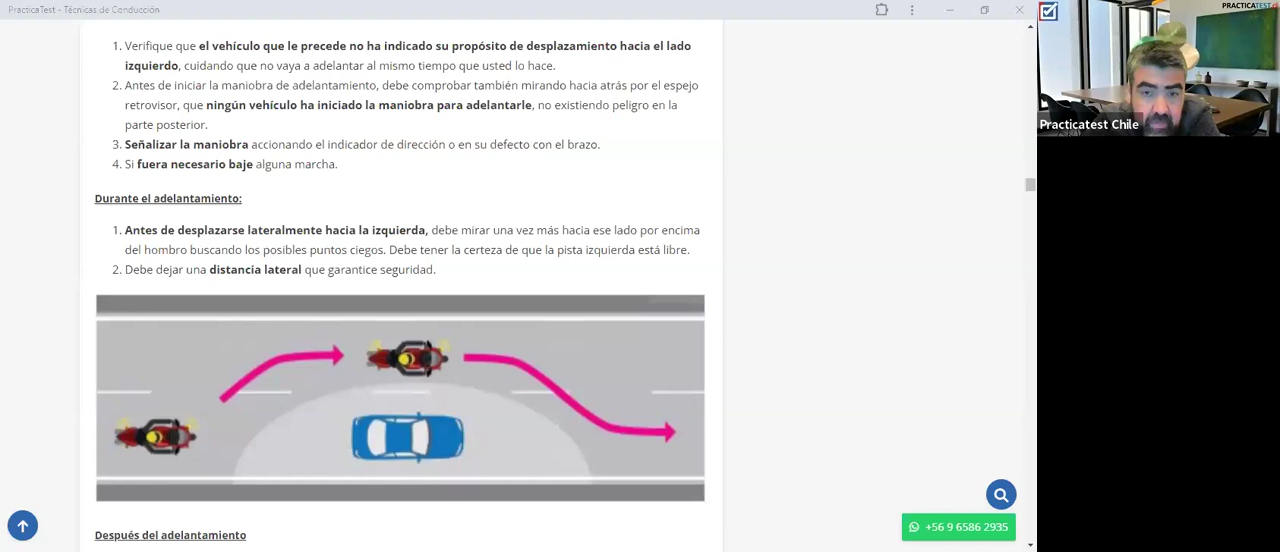 PracticaTest - Técnicas de Conducción
1. Verifique que el vehículo que le precede no ha indicado su propósito de desplazamiento hacia el lado
izquierdo, cuidando que no vaya a adelantar al mismo tiempo que usted lo hace.
2. Antes de iniciar la maniobra de adelantamiento, debe comprobar también mirando hacia atrás por el espejo
retrovisor, que ningún vehículo ha iniciado la maniobra para adelantarle, no existiendo peligro en la
parte posterior.
3. Señalizar la maniobra accionando el indicador de dirección o en su defecto con el brazo.
4. Si fuera necesario baje alguna marcha.
Durante el adelantamiento:
1. Antes de desplazarse lateralmente hacia la izquierda, debe mirar una vez más hacia ese lado por encima
del hombro buscando los posibles puntos ciegos. Debe tener la certeza de que la pista izquierda está libre.
2. Debe dejar una distancia lateral que garantice seguridad.
Después del adelantamiento
+56 9 6586 2935
PRACTICATEST
Practicatest Chile